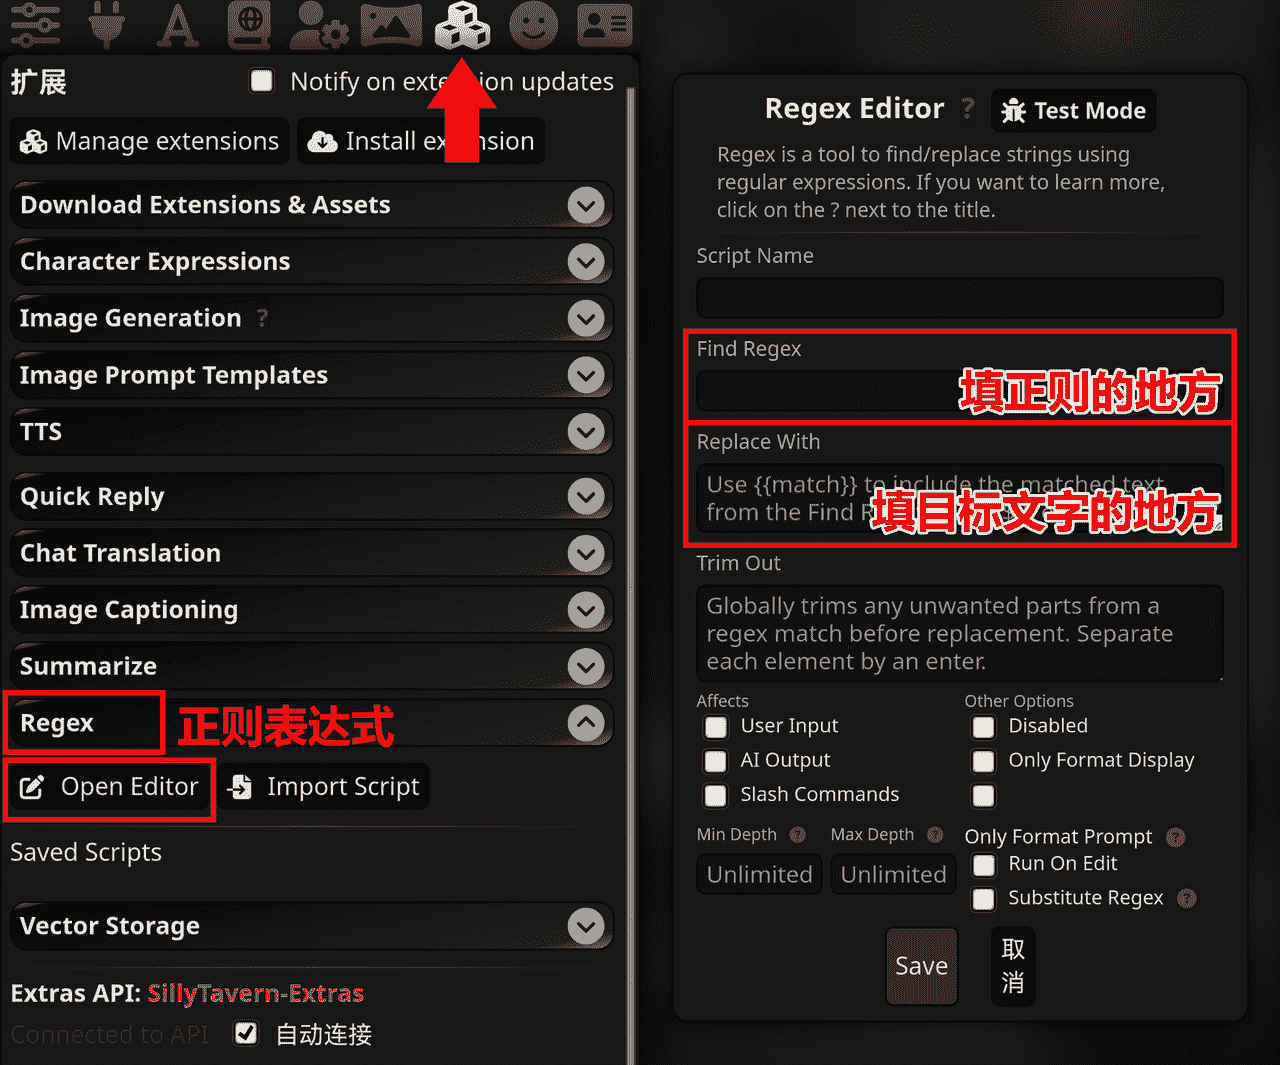 扩展
Notify on extension updates
Manage extensions
Install extension
Download Extensions & Assets
Character Expressions
Image Generation ?
Image Prompt Templates
TTS
Quick Reply
Chat Translation
Image Captioning
Summarize
Regex
正则表达式
Open Editor
Import Script
Saved Scripts
Vector Storage
Extras API: SillyTavern-Extras
Connected to API
自动连接
Regex Editor ?
Test Mode
Regex is a tool to find/replace strings using
regular expressions. If you want to learn more,
click on the ? next to the title.
Script Name
Find Regex
填正则的地方
Replace With
Use {{match}} to include the matched text
from the Find R
填目标文字的地方
Trim Out
Globally trims any unwanted parts from a
regex match before replacement. Separate
each element by an enter.
Affects
User Input
AI Output
Slash Commands
Other Options
Disabled
Only Format Display
Min Depth ?
Max Depth ?
Unlimited
Unlimited
Only Format Prompt ?
Run On Edit
Substitute Regex ?
Save
取
消